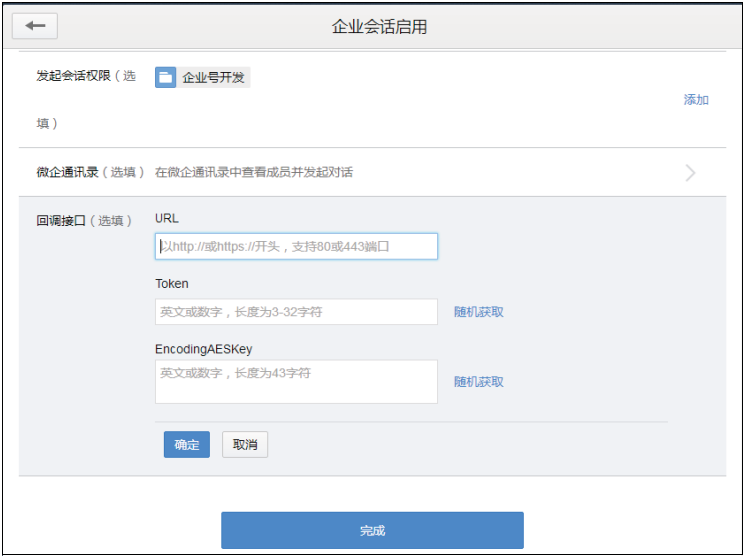 企业会话启用
发起会话权限（选填）
企业号开发
添加
微企通讯录（选填）
在微企通讯录中查看成员并发起对话
回调接口（选填）
URL
以http://或https://开头，支持80或443端口
Token
英文或数字，长度为3-32字符
随机获取
EncodingAESKey
英文或数字，长度为43字符
随机获取
确定
取消
完成